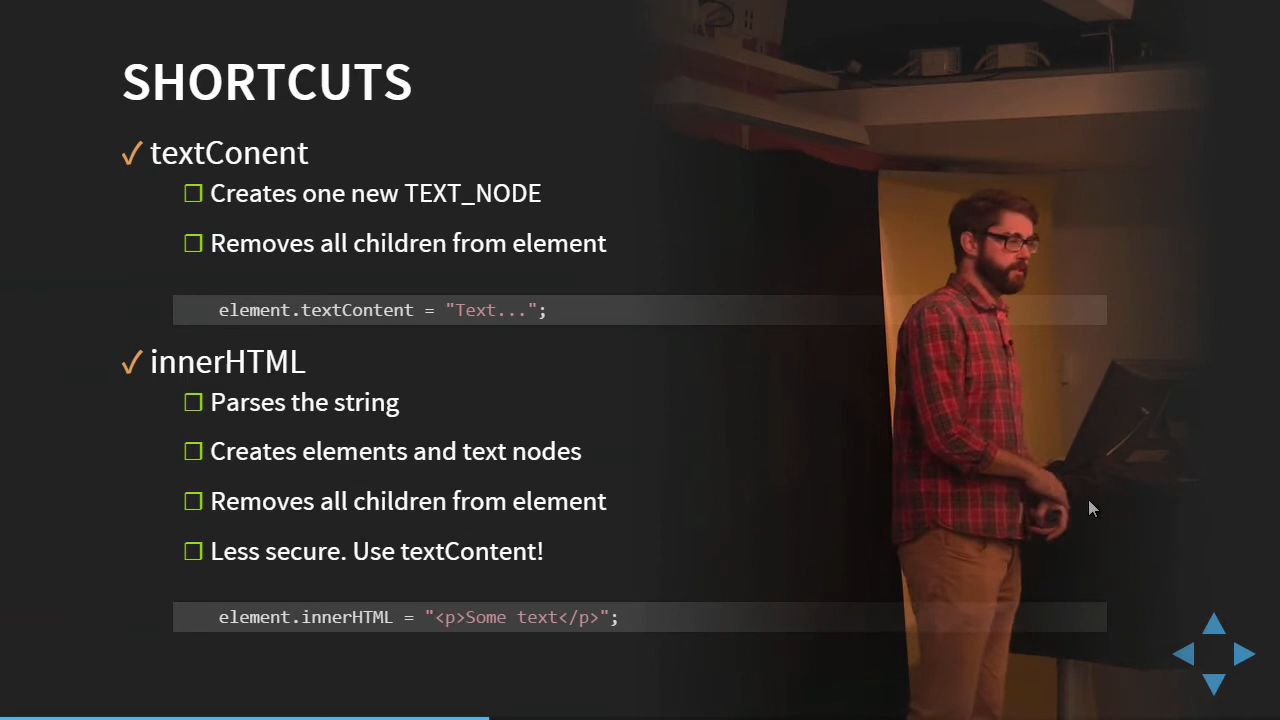 SHORTCUTS
✓ textConent
❐ Creates one new TEXT_NODE
❐ Removes all children from element
element.textContent = "Text...";
✓ innerHTML
❐ Parses the string
❐ Creates elements and text nodes
❐ Removes all children from element
❐ Less secure. Use textContent!
element.innerHTML = "<p>Some text</p>";